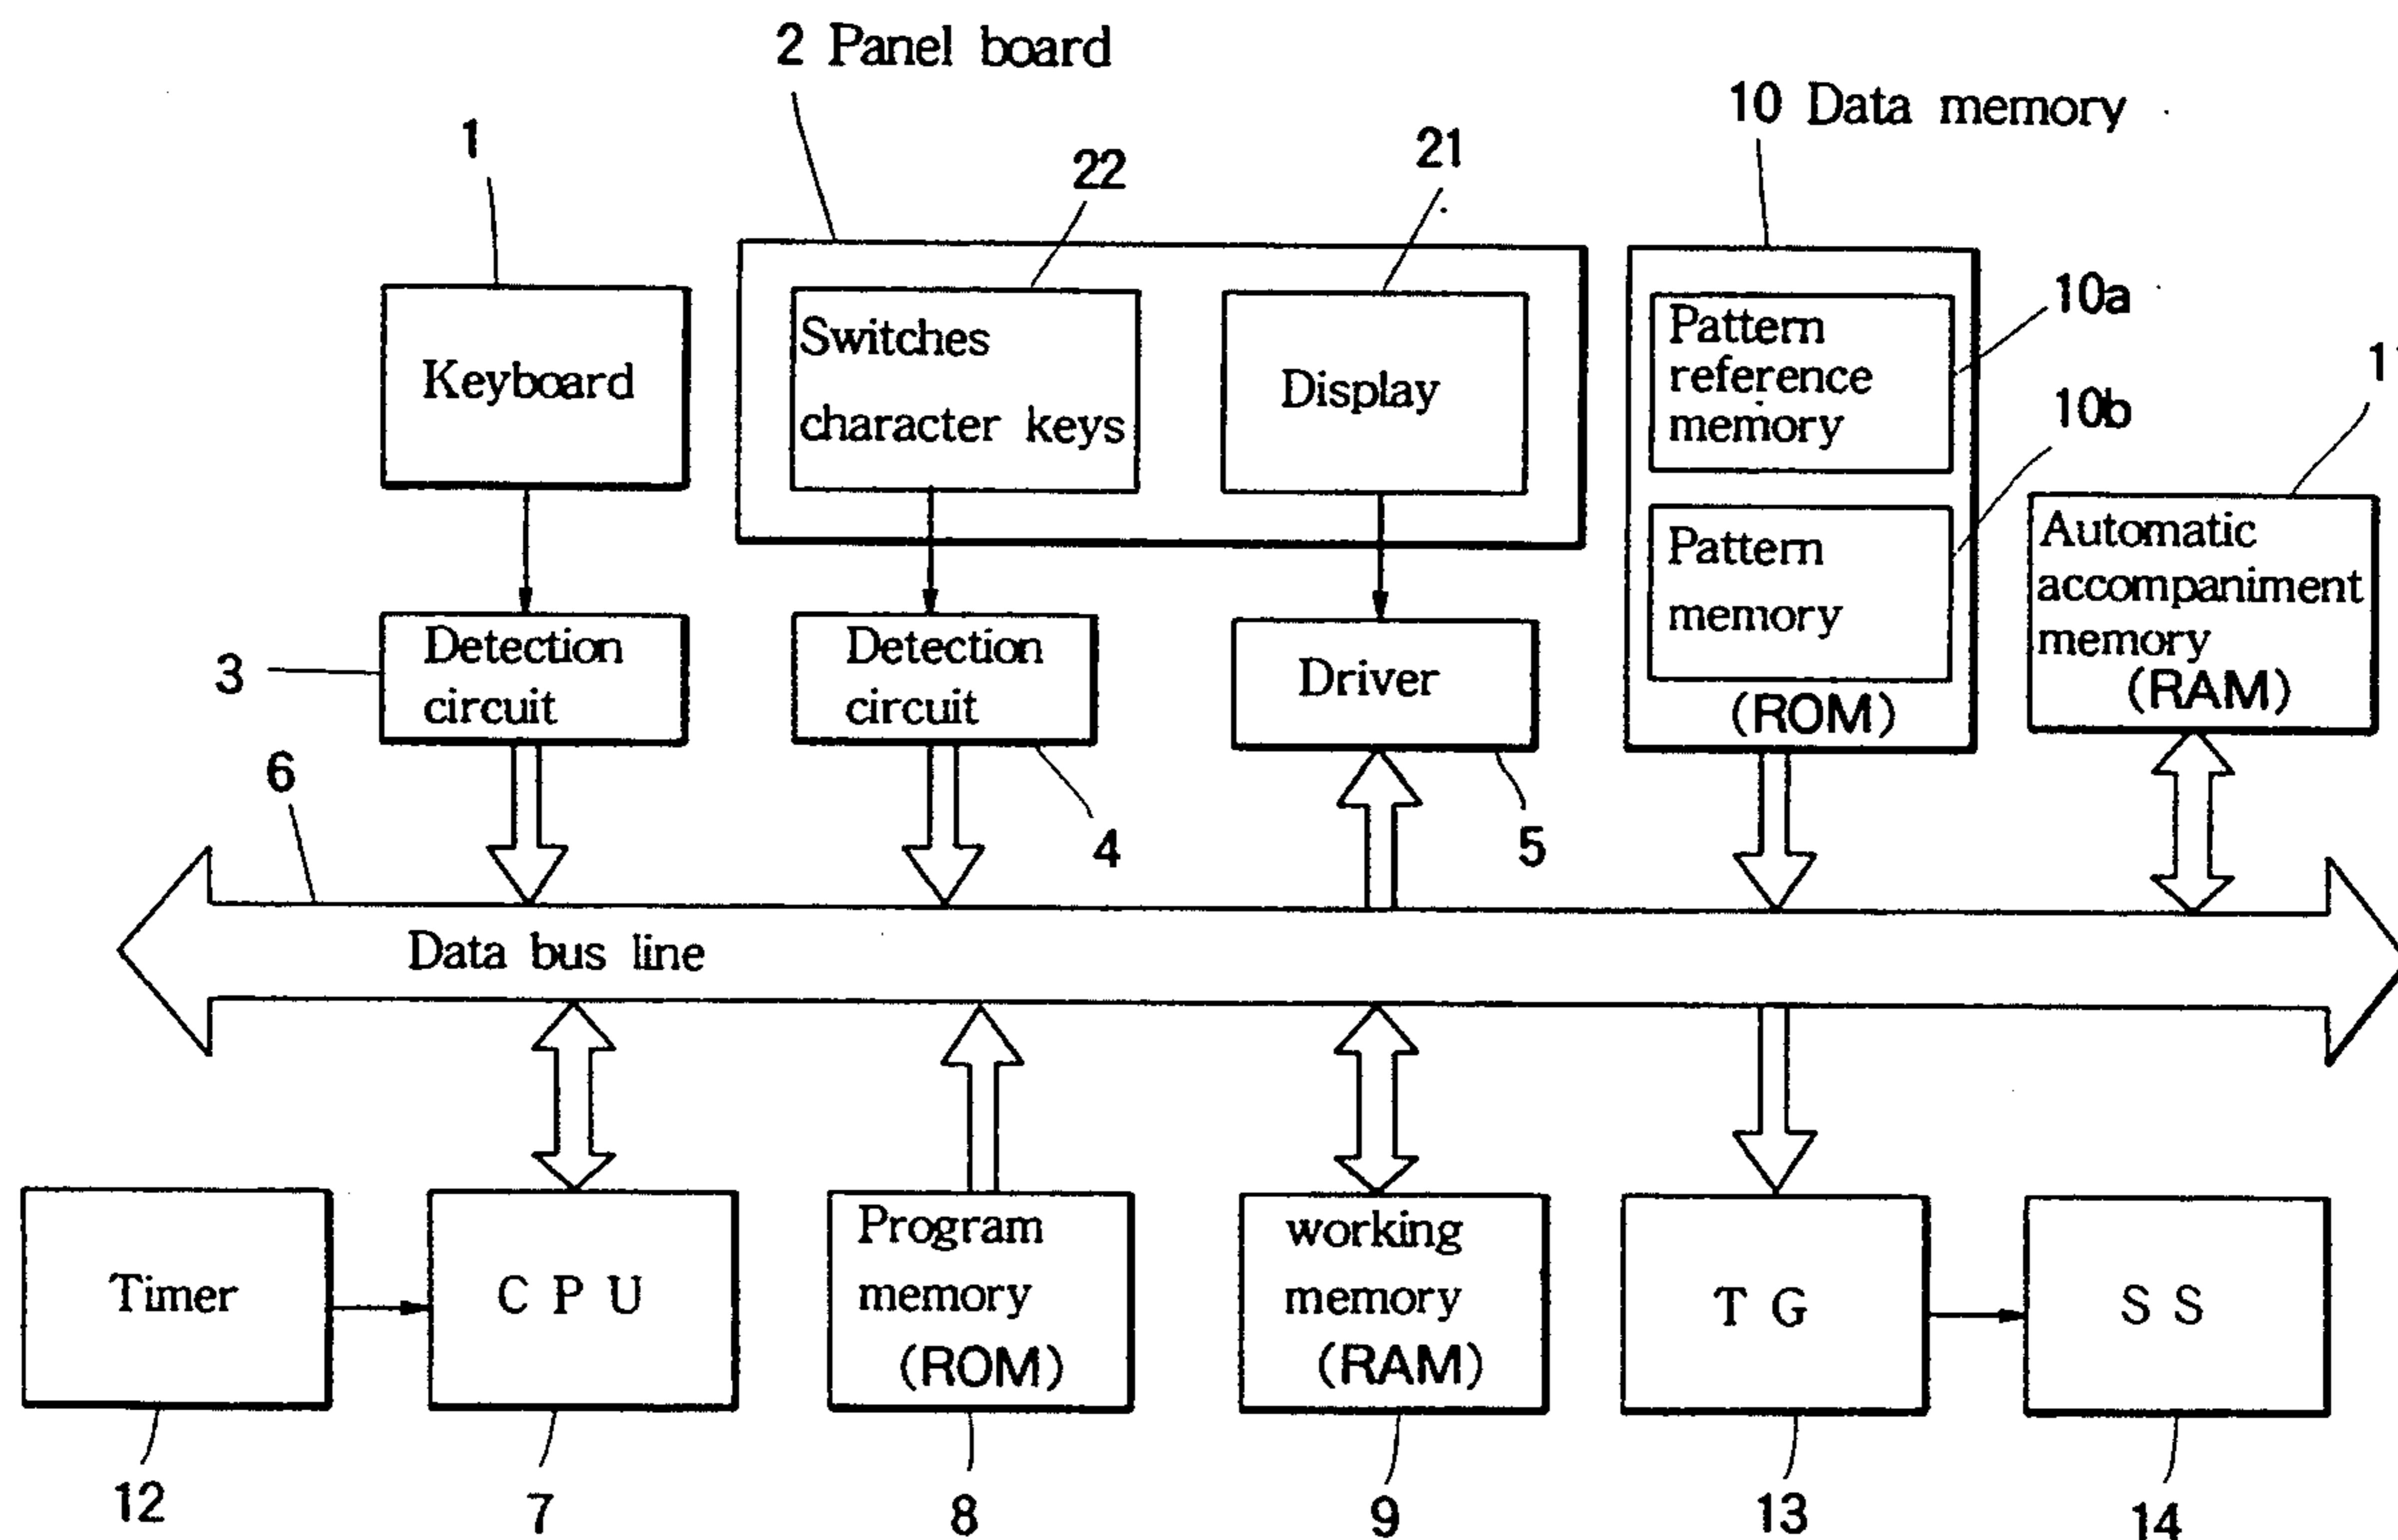 2 Panel board
10 Data memory
1
22
21
10a
10b
Keyboard
Switches
character keys
Display
Pattern
reference
memory
Pattern
memory
(ROM)
Automatic
accompaniment
memory
(RAM)
3
Detection
circuit
Detection
circuit
Driver
6
4
5
Data bus line
Timer
C P U
Program
memory
(ROM)
working
memory
(RAM)
T G
S S
12
7
8
9
13
14